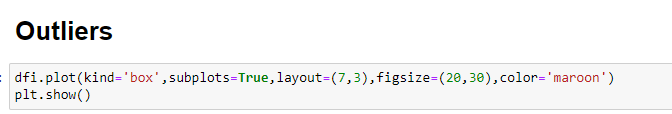 Outliers
: dfi.plot(kind='box',subplots=True,layout=(7,3),figsize=(20,30),color='maroon')
plt.show()